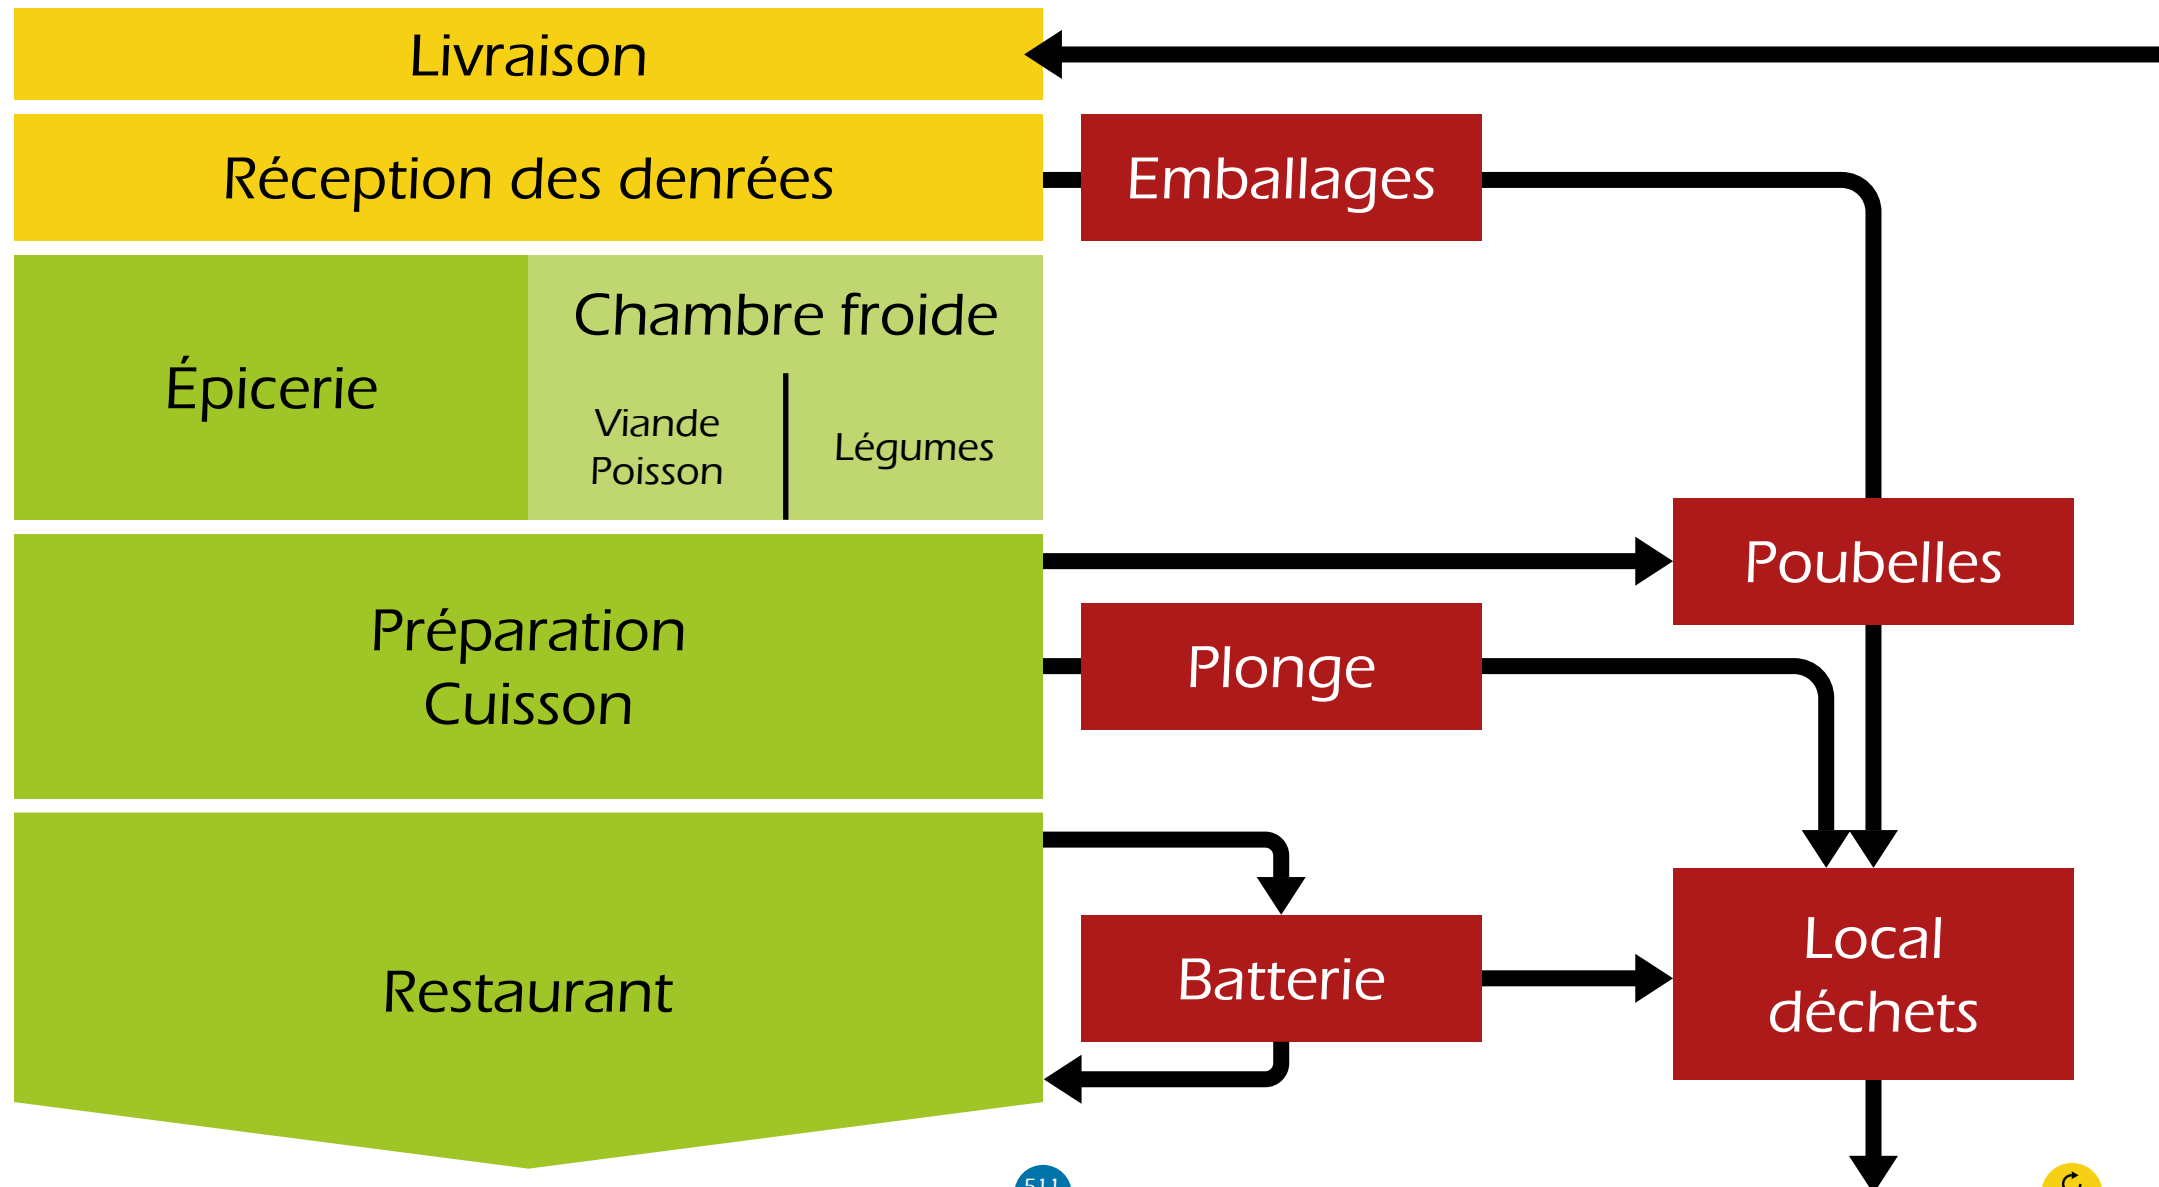 Livraison
Réception des denrées
Emballages
Épicerie
Chambre froide
Viande
Poisson
Légumes
Poubelles
Préparation
Cuisson
Plonge
Restaurant
Batterie
Local
déchets
511